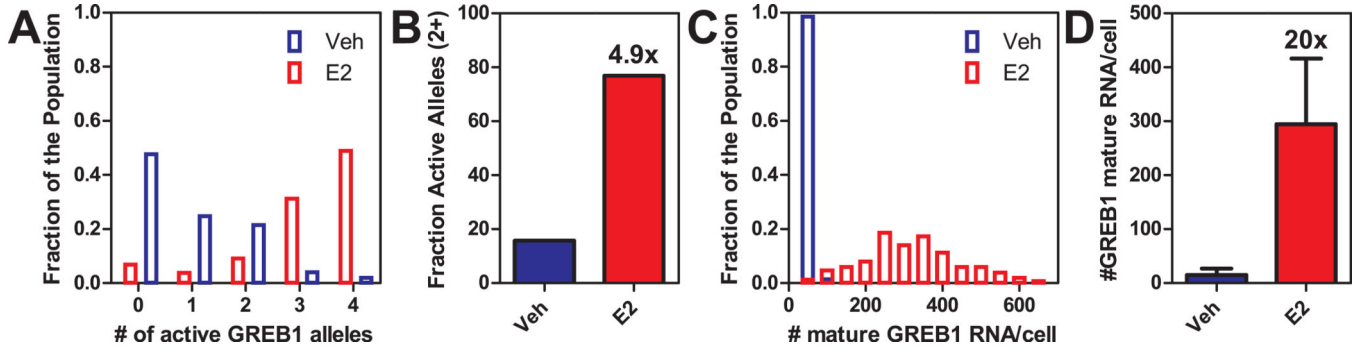 A
Fraction of the Population
1.0
0.8
0.6
0.4
0.2
0.0
Veh
E2
0 1 2 3 4
# of active GREB1 alleles
B
Fraction Active Alleles (2+)
100
80
60
40
20
0
4.9x
Veh E2
C
Fraction of the Population
1.0
0.8
0.6
0.4
0.2
0.0
Veh
E2
0 200 400 600
# mature GREB1 RNA/cell
D
#GREB1 mature RNA/cell
500
400
300
200
100
0
20x
Veh E2